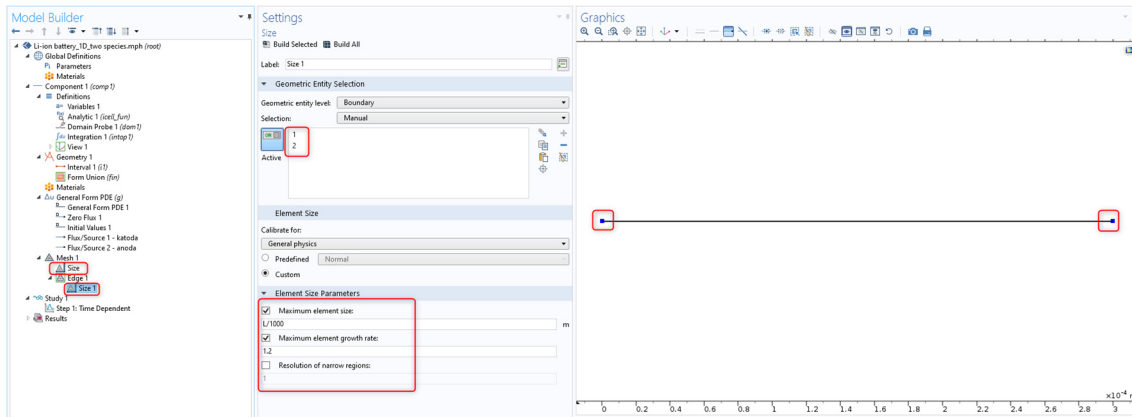 Model Builder
Li-ion battery_1D_two species.mph (root)
Global Definitions
Pi Parameters
Materials
Component 1 (comp1)
Definitions
a= Variables 1
Analytic 1 (icell_fun)
Domain Probe 1 (dom1)
Integration 1 (intop1)
View 1
Geometry 1
Interval 1 (i1)
Form Union (fin)
Materials
Δu General Form PDE (g)
General Form PDE 1
Zero Flux 1
Initial Values 1
Flux/Source 1 - katoda
Flux/Source 2 - anoda
Mesh 1
Size
Edge 1
Size 1
Study 1
Step 1: Time Dependent
Results
Settings
Size
Build Selected Build All
Label: Size 1
Geometric Entity Selection
Geometric entity level: Boundary
Selection: Manual
1
2
Active
Element Size
Calibrate for:
General physics
Predefined Normal
Custom
Element Size Parameters
Maximum element size:
L/1000 m
Maximum element growth rate:
1.2
Resolution of narrow regions:
1
Graphics
×10⁻⁴ m
0 0.2 0.4 0.6 0.8 1 1.2 1.4 1.6 1.8 2 2.2 2.4 2.6 2.8 3